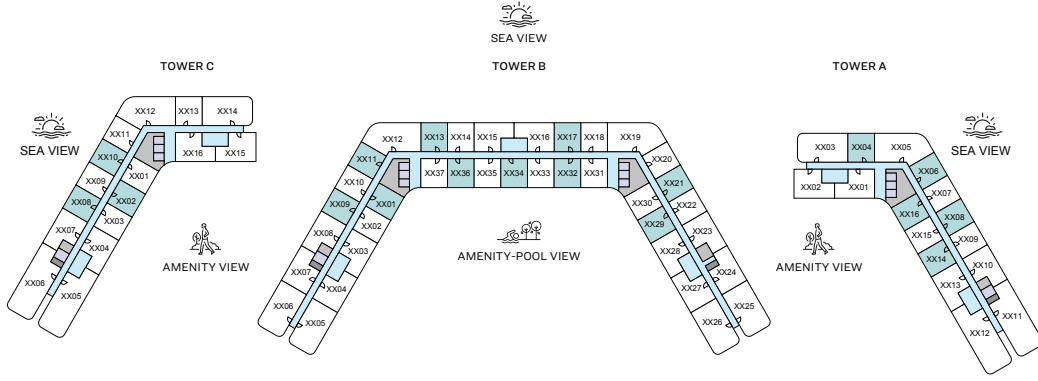 SEA VIEW
TOWER C
TOWER B
TOWER A
XX12
XX13
XX14
XX11
XX10
XX09
XX08
XX07
XX06
XX16
XX15
XX01
XX02
XX03
XX04
XX05
SEA VIEW
AMENITY VIEW
XX12
XX13
XX14
XX15
XX16
XX17
XX18
XX19
XX11
XX10
XX09
XX08
XX07
XX06
XX37
XX36
XX35
XX34
XX33
XX32
XX31
XX01
XX02
XX03
XX04
XX05
XX20
XX21
XX22
XX23
XX24
XX25
XX30
XX29
XX28
XX27
XX26
AMENITY-POOL VIEW
XX03
XX04
XX05
XX02
XX01
XX06
XX07
XX08
XX09
XX10
XX11
XX16
XX15
XX14
XX13
XX12
SEA VIEW
AMENITY VIEW